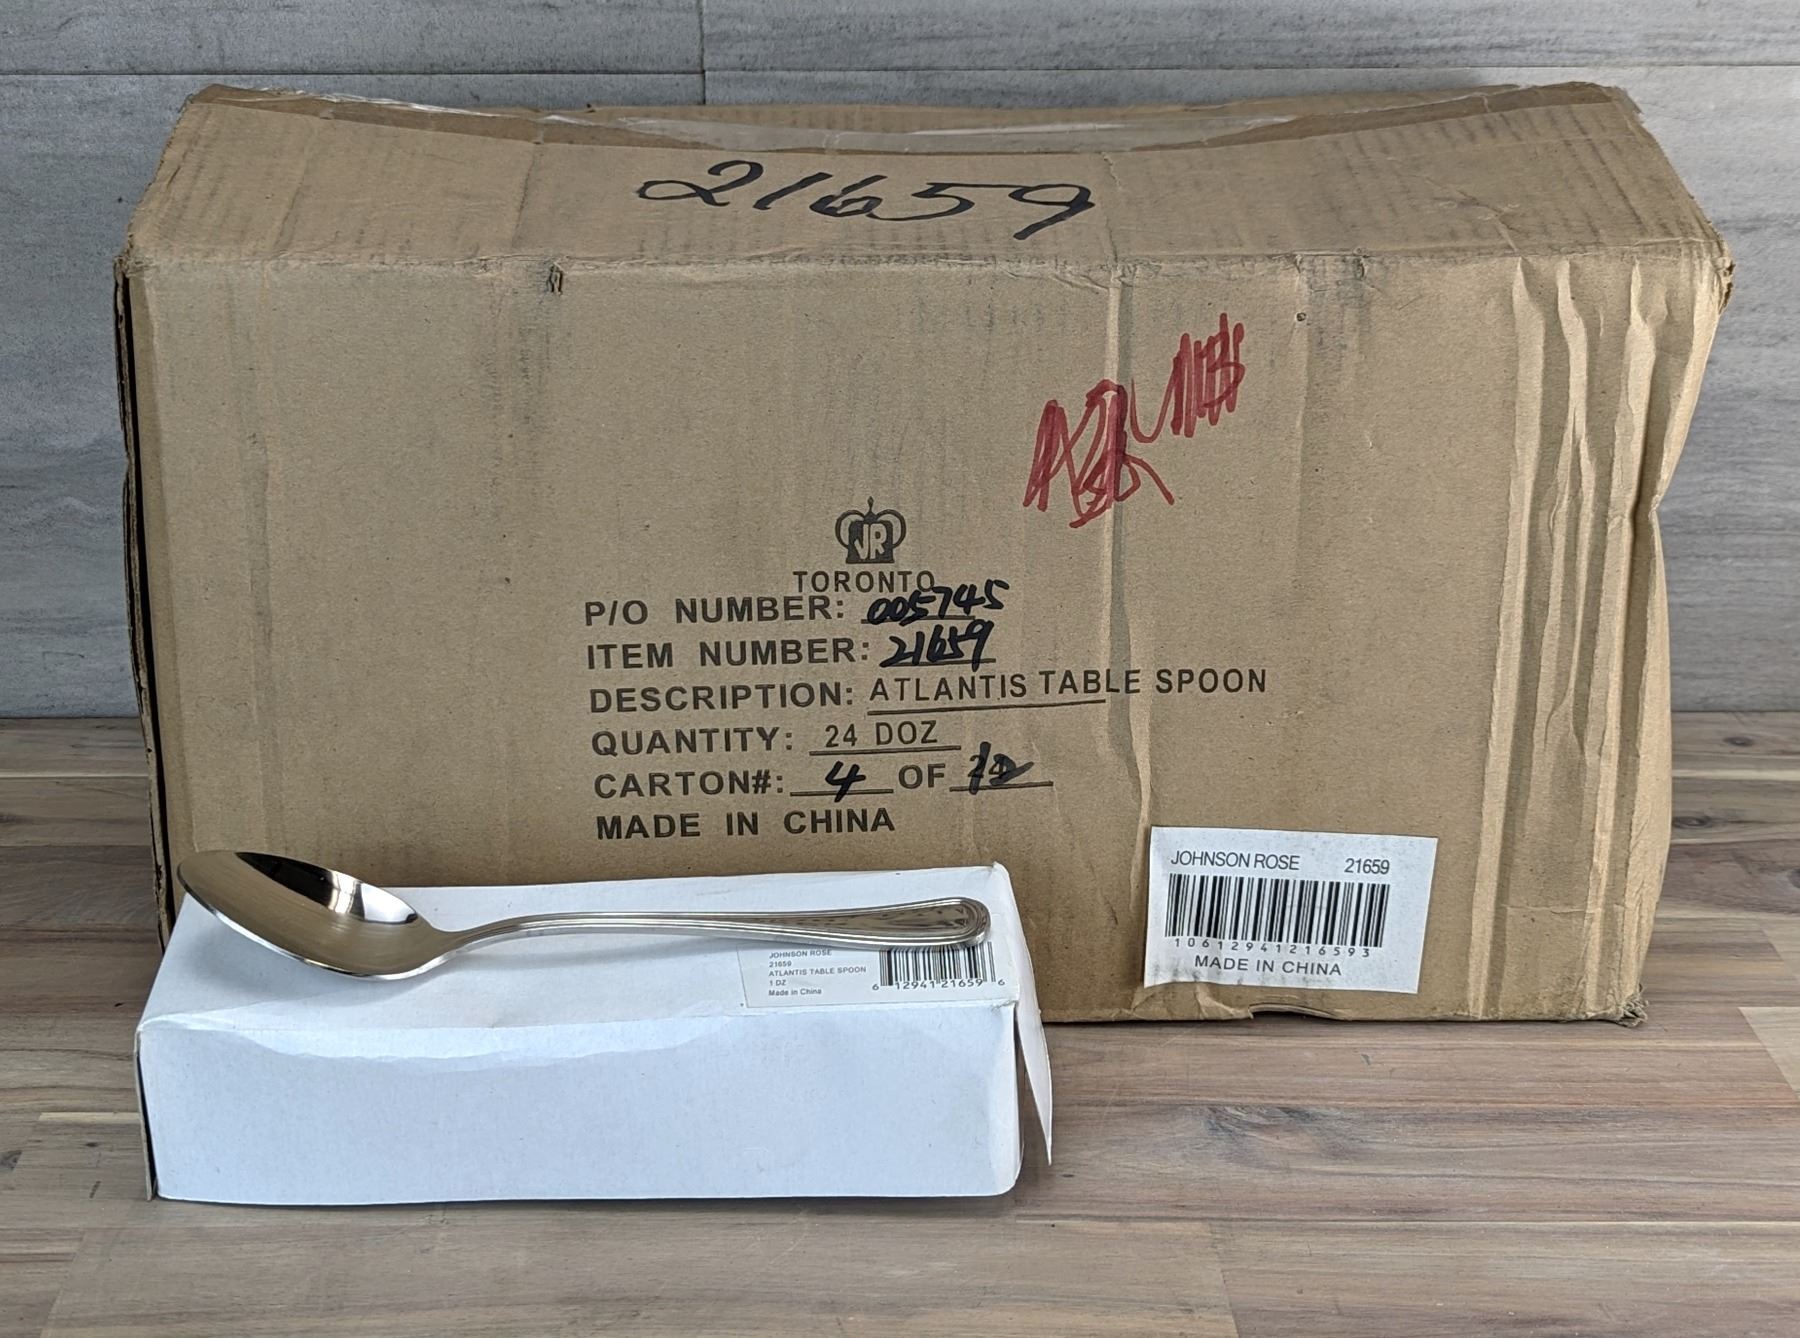 21659
JR
TORONTO
P/O NUMBER: 005745
ITEM NUMBER: 21659
DESCRIPTION: ATLANTIS TABLE SPOON
QUANTITY: 24 DOZ
CARTON#: 4 OF 12
MADE IN CHINA
JOHNSON ROSE 21659
10612941216593
MADE IN CHINA
JOHNSON ROSE
21659
ATLANTIS TABLE SPOON
1 DZ
Made in China
6 12941 21659 6